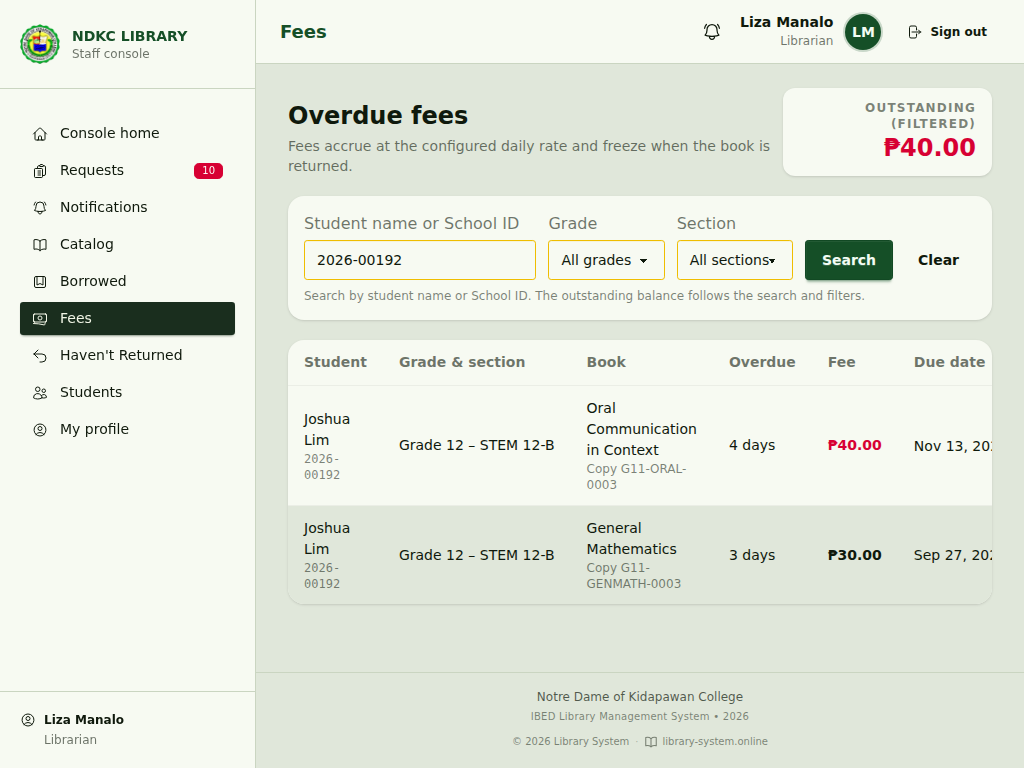 NDKC LIBRARY
Staff console
Console home
Requests 10
Notifications
Catalog
Borrowed
Fees
Haven't Returned
Students
My profile
Liza Manalo
Librarian
Fees
Liza Manalo
Librarian
LM
Sign out
Overdue fees
Fees accrue at the configured daily rate and freeze when the book is
returned.
OUTSTANDING
(FILTERED)
₱40.00
Student name or School ID
Grade
Section
2026-00192
All grades
All sections
Search
Clear
Search by student name or School ID. The outstanding balance follows the search and filters.
Student Grade & section Book Overdue Fee Due date
Joshua
Lim
2026-
00192
Grade 12 – STEM 12-B
Oral
Communication
in Context
Copy G11-ORAL-
0003
4 days
₱40.00
Nov 13, 20
Joshua
Lim
2026-
00192
Grade 12 – STEM 12-B
General
Mathematics
Copy G11-
GENMATH-0003
3 days
₱30.00
Sep 27, 202
Notre Dame of Kidapawan College
IBED Library Management System • 2026
© 2026 Library System · library-system.online